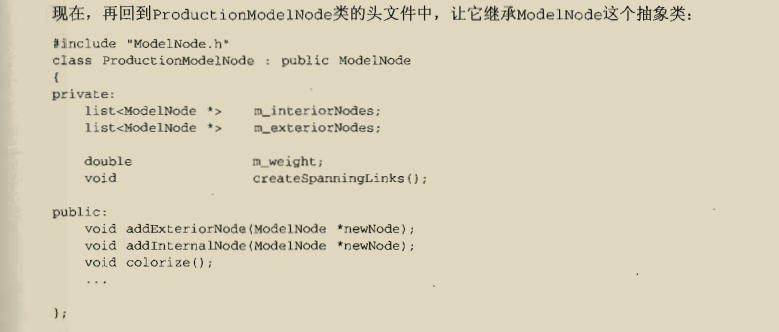 现在，再回到ProductionModelNode类的头文件中，让它继承ModelNode这个抽象类：
#include "ModelNode.h"
class ProductionModelNode : public ModelNode
{
private:
    list<ModelNode *>    m_interiorNodes;
    list<ModelNode *>    m_exteriorNodes;
    double               m_weight;
    void                 createSpanningLinks();
public:
    void addExteriorNode(ModelNode *newNode);
    void addInternalNode(ModelNode *newNode);
    void colorize();
    ...
};